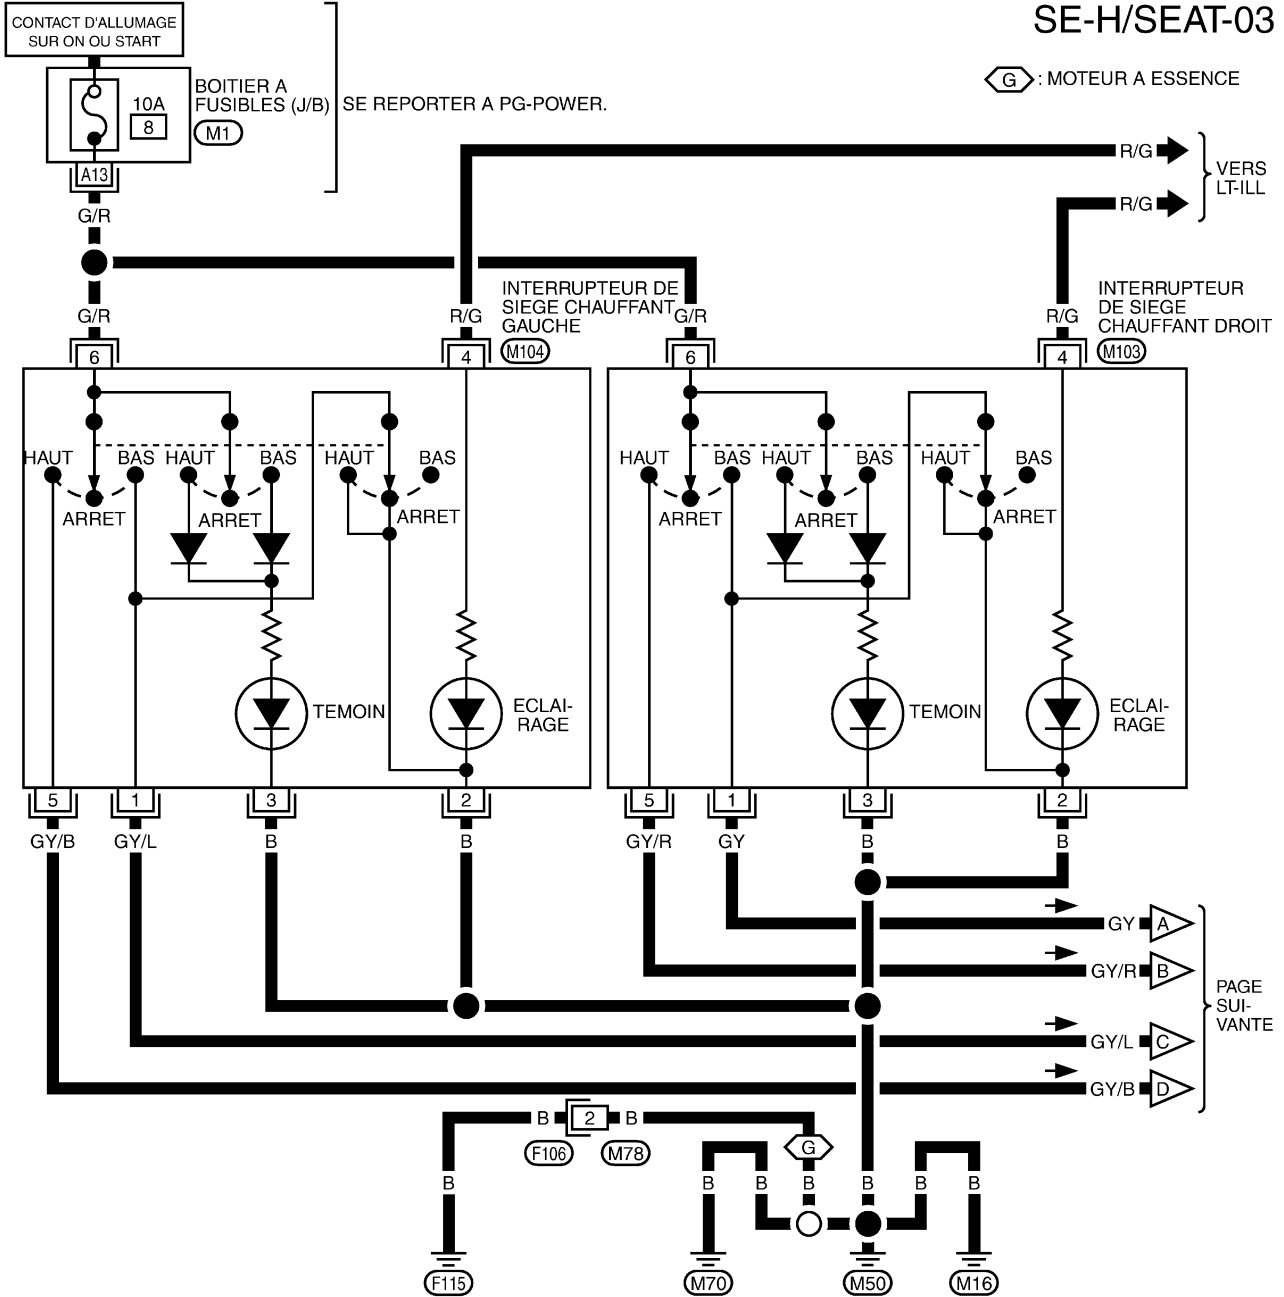 CONTACT D'ALLUMAGE
SUR ON OU START
SE-H/SEAT-03
G : MOTEUR A ESSENCE
10A
8
BOITIER A
FUSIBLES (J/B)
M1
SE REPORTER A PG-POWER.
A13
G/R
R/G
R/G
VERS
LT-ILL
G/R
R/G
INTERRUPTEUR DE
SIEGE CHAUFFANT
GAUCHE
M104
G/R
R/G
INTERRUPTEUR
DE SIEGE
CHAUFFANT DROIT
M103
6
4
6
4
HAUT BAS HAUT BAS HAUT BAS
ARRET ARRET ARRET
HAUT BAS HAUT BAS HAUT BAS
ARRET ARRET ARRET
TEMOIN
ECLAI-
RAGE
TEMOIN
ECLAI-
RAGE
5 1 3 2 5 1 3 2
GY/B GY/L B B GY/R GY B B
GY A
GY/R B
GY/L C
GY/B D
PAGE
SUI-
VANTE
B 2 B
F106 M78
G
B B B B B B B
F115 M70 M50 M16